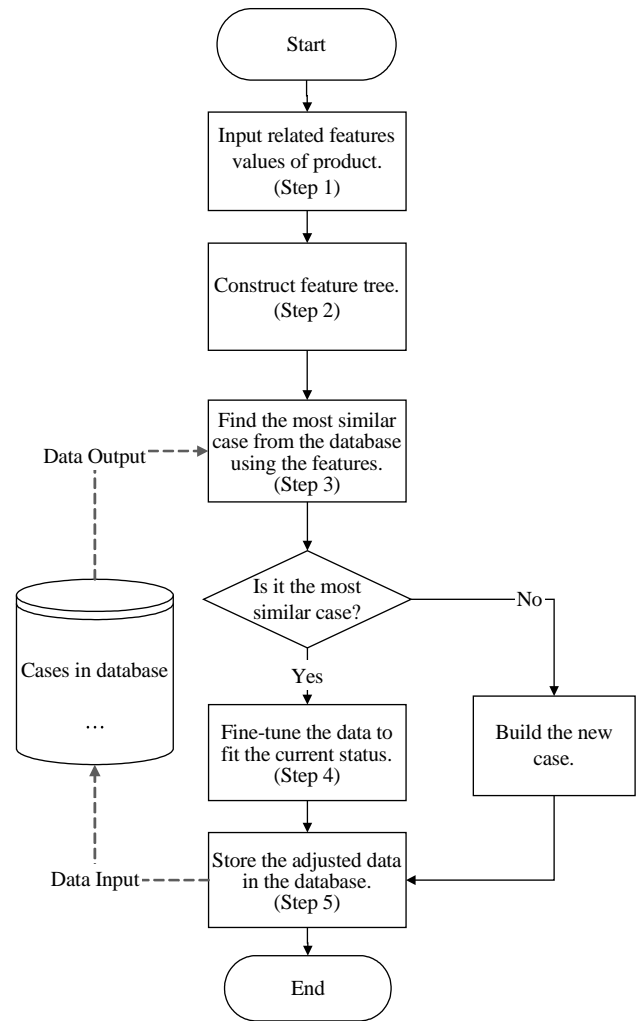 Start
Input related features
values of product.
(Step 1)
Construct feature tree.
(Step 2)
Find the most similar
case from the database
using the features.
(Step 3)
Data Output
Is it the most
similar case?
No
Yes
Cases in database
…
Fine-tune the data to
fit the current status.
(Step 4)
Build the new
case.
Store the adjusted data
in the database.
(Step 5)
Data Input
End